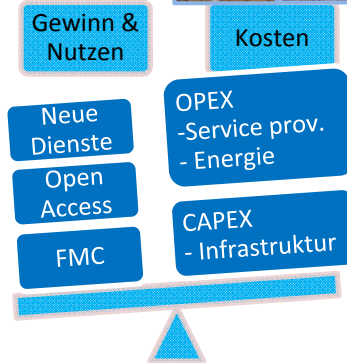 Gewinn &
Nutzen
Kosten
Neue
Dienste
Open
Access
FMC
OPEX
-Service prov.
- Energie
CAPEX
- Infrastruktur